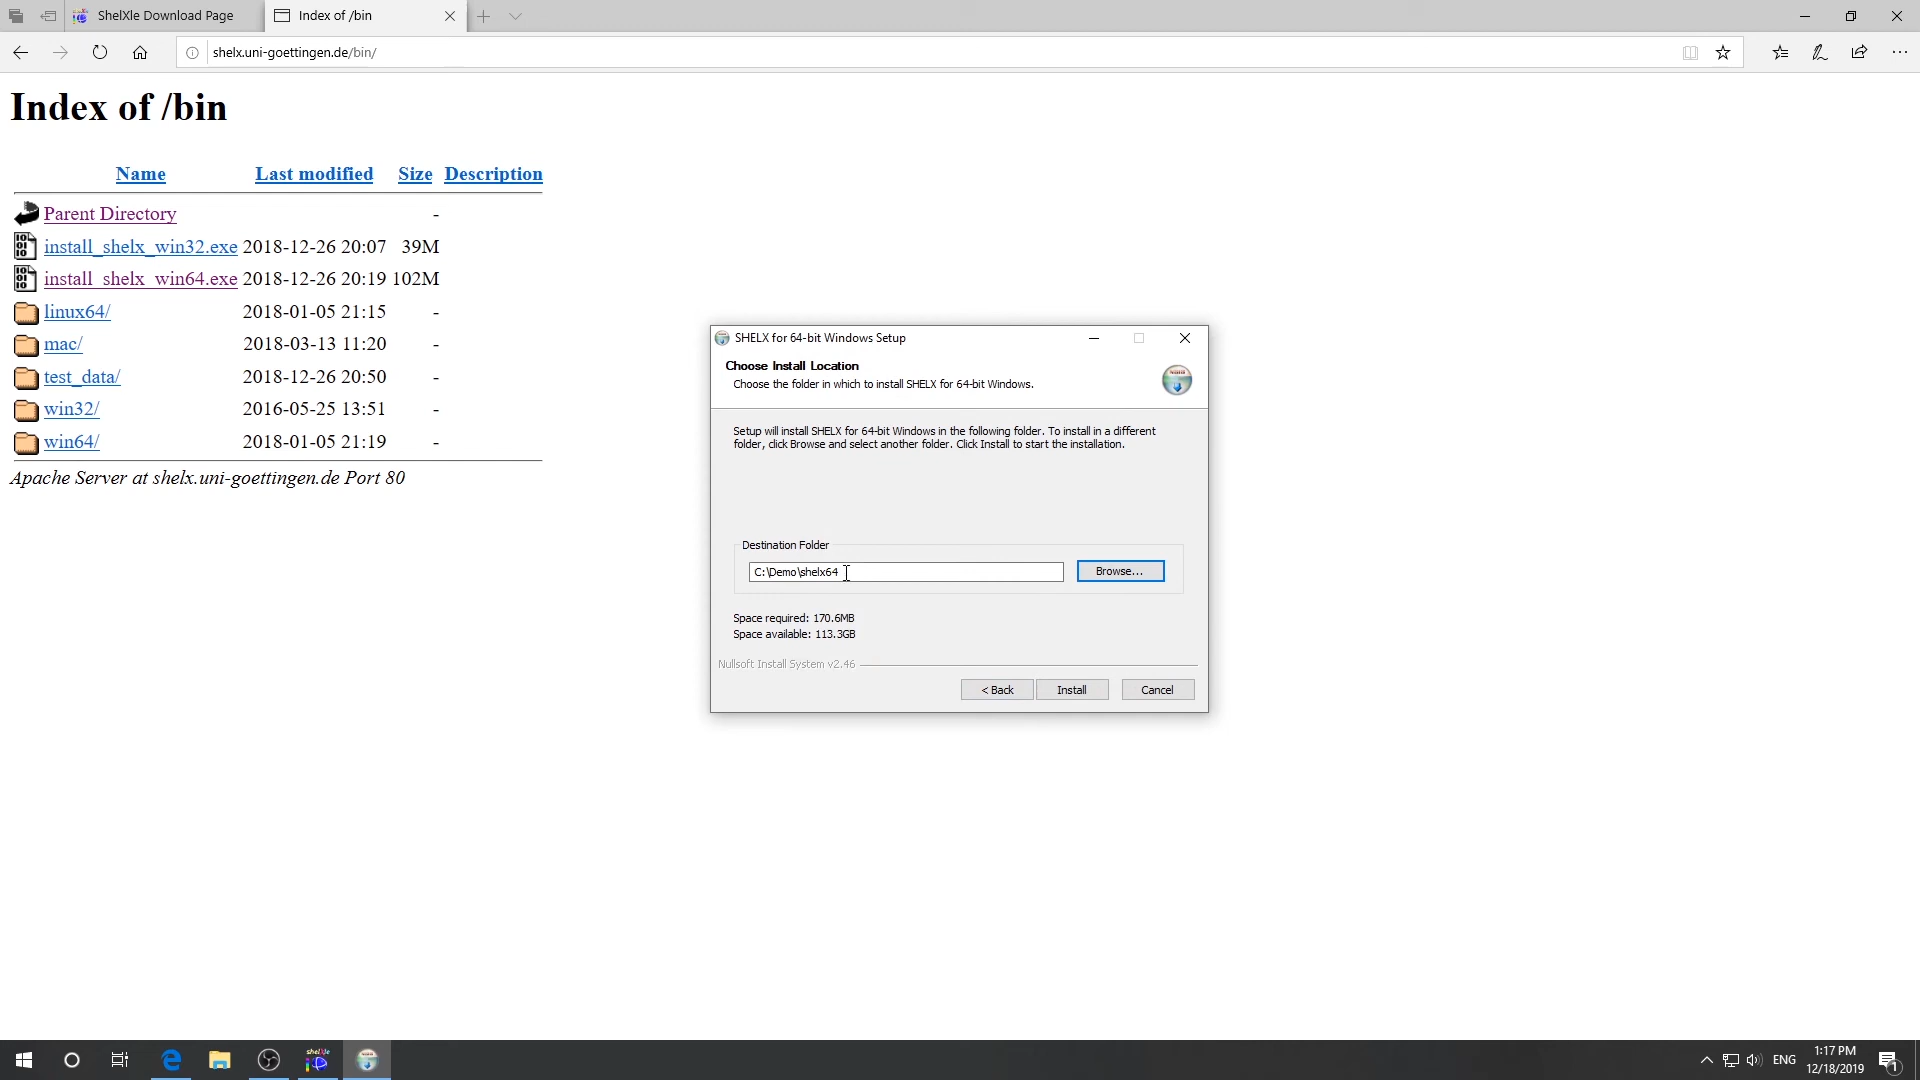 ShelXle Download Page
Index of /bin
shelx.uni-goettingen.de/bin/
Index of /bin
Name Last modified Size Description
Parent Directory -
install_shelx_win32.exe 2018-12-26 20:07 39M
install_shelx_win64.exe 2018-12-26 20:19 102M
linux64/ 2018-01-05 21:15 -
mac/ 2018-03-13 11:20 -
test_data/ 2018-12-26 20:50 -
win32/ 2016-05-25 13:51 -
win64/ 2018-01-05 21:19 -
Apache Server at shelx.uni-goettingen.de Port 80
SHELX for 64-bit Windows Setup
Choose Install Location
Choose the folder in which to install SHELX for 64-bit Windows.
Setup will install SHELX for 64-bit Windows in the following folder. To install in a different
folder, click Browse and select another folder. Click Install to start the installation.
Destination Folder
C:\Demo\shelx64
Browse...
Space required: 170.6MB
Space available: 113.3GB
Nullsoft Install System v2.46
< Back
Install
Cancel
ENG
1:17 PM
12/18/2019
1